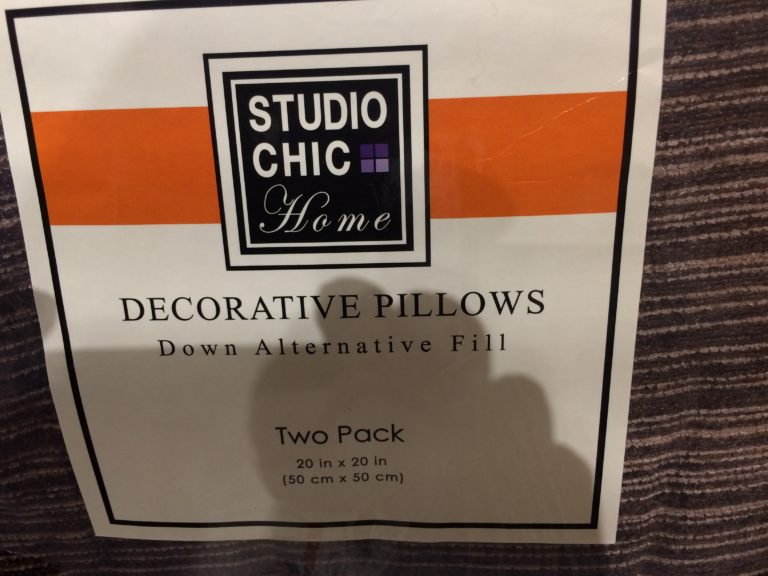 STUDIO
CHIC
Home
DECORATIVE PILLOWS
Down Alternative Fill
Two Pack
20 in x 20 in
(50 cm x 50 cm)